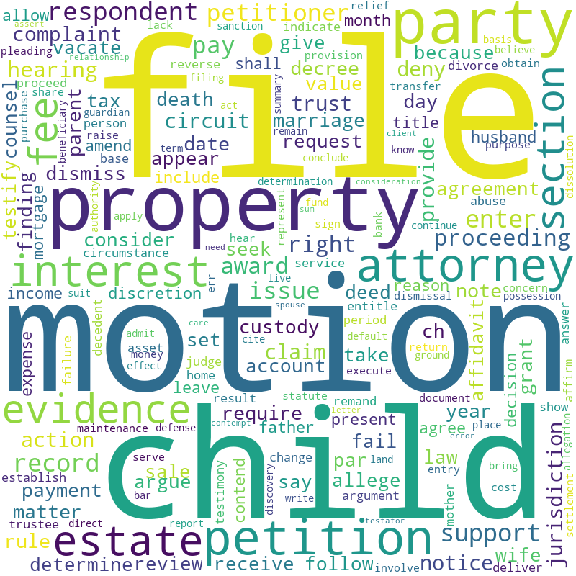 file
motion
child
property
party
attorney
estate
petition
evidence
interest
fee
section
respondent
petitioner
complaint
vacate
hearing
pay
give
because
month
allow
lack
sanction
indicate
relief
basis
assert
pleading
relationship
reverse
shall
provision
believe
obtain
proceed
filing
decree
deny
divorce
counsel
share
purchase
tax
death
value
transfer
guardian
person
act
summary
circuit
trust
day
title
client
purpose
raise
parent
marriage
remain
know
husband
dissolution
amend
date
request
conclude
base
term
beneficiary
appear
testify
finding
dismiss
include
determination
consideration
provide
agreement
abuse
mortgage
authority
apply
fund
sun
sign
represent
bank
continue
enter
consider
need
hear
right
proceeding
circumstance
seek
live
service
reason
concern
income
suit
err
award
issue
deed
note
dismissal
possession
discretion
entitle
decedent
admit
care
spouse
custody
ch
period
affidavit
return
ground
answer
expense
failure
asset
money
set
cite
claim
default
take
effect
judge
home
account
execute
decision
grant
affirm
leave
result
statute
remand
document
year
show
maintenance
defense
require
present
fail
place
allegation
action
contempt
letter
father
agree
error
record
serve
argue
change
par
land
law
entry
bring
settlement
establish
bar
contend
allege
mother
cost
jurisdiction
payment
testimony
discovery
write
say
argument
matter
support
trustee
direct
report
testator
wife
rule
sale
involve
deliver
determine
review
receive
follow
notice